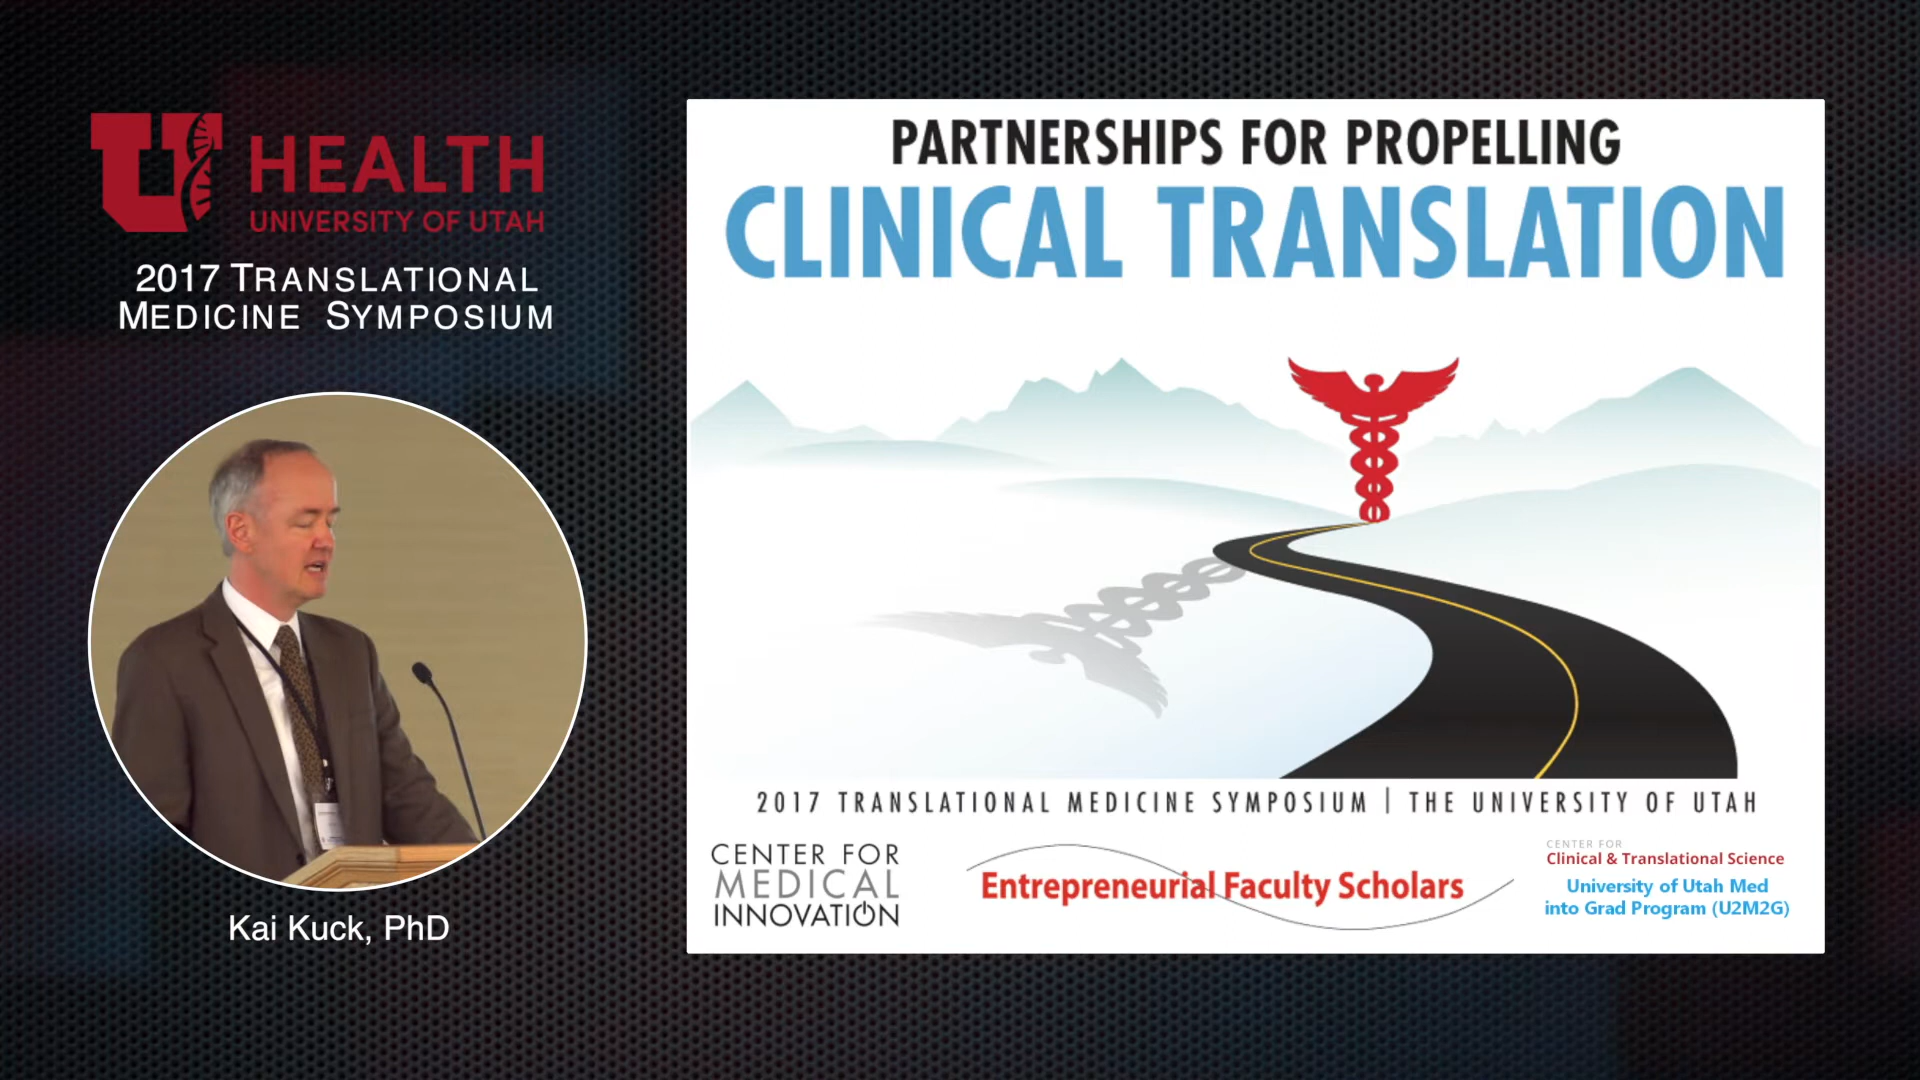 HEALTH
UNIVERSITY OF UTAH
2017 TRANSLATIONAL
MEDICINE SYMPOSIUM
Kai Kuck, PhD
PARTNERSHIPS FOR PROPELLING
CLINICAL TRANSLATION
2017 TRANSLATIONAL MEDICINE SYMPOSIUM | THE UNIVERSITY OF UTAH
CENTER FOR
MEDICAL
INNOVATION
Entrepreneurial Faculty Scholars
CENTER FOR
Clinical & Translational Science
University of Utah Med
into Grad Program (U2M2G)